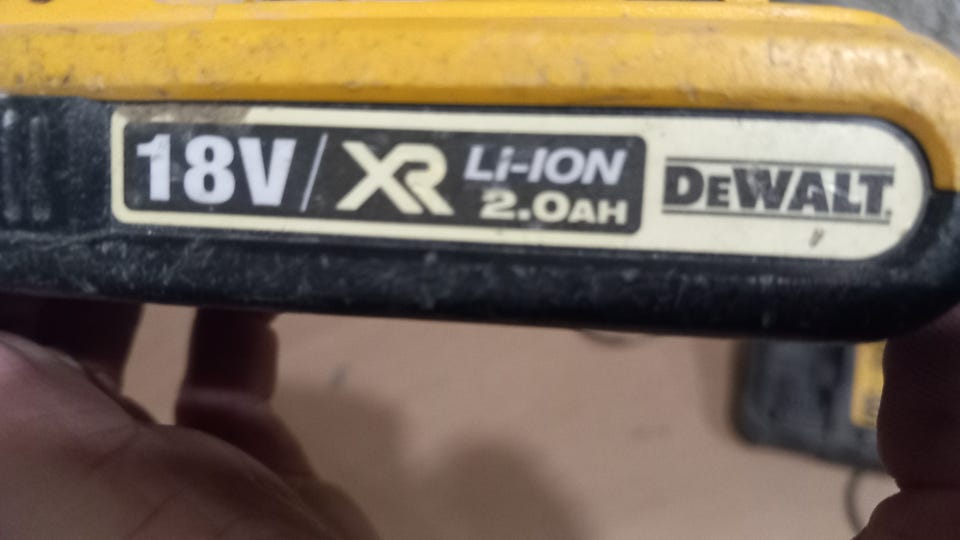 18V/XR Li-ION
2.0AH
DEWALT